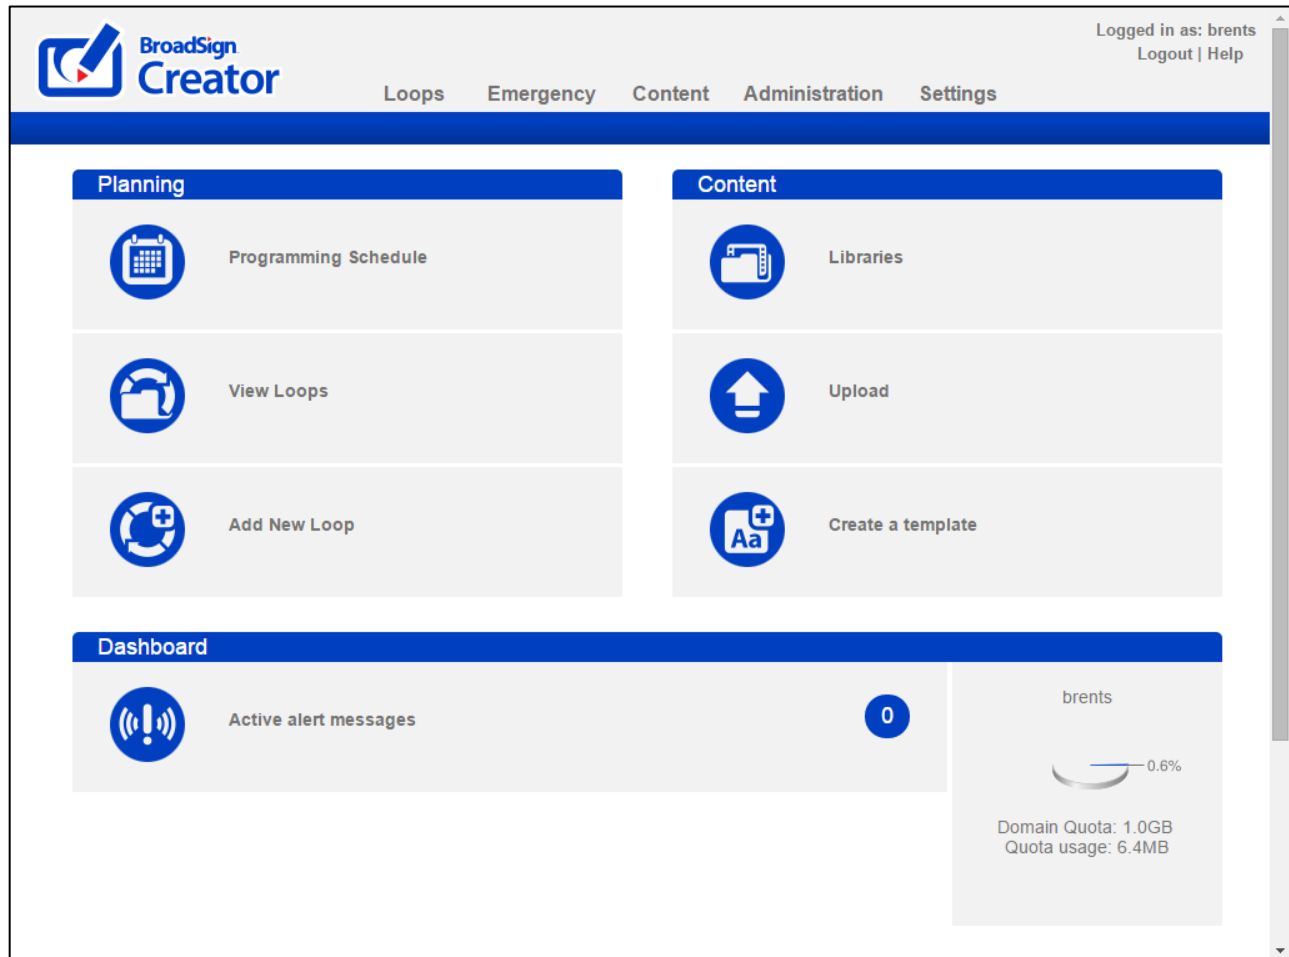 Logged in as: brents
Logout | Help
BroadSign
Creator
Loops Emergency Content Administration Settings
Planning
Programming Schedule
View Loops
Add New Loop
Content
Libraries
Upload
Aa
Create a template
Dashboard
Active alert messages
0
brents
0.6%
Domain Quota: 1.0GB
Quota usage: 6.4MB